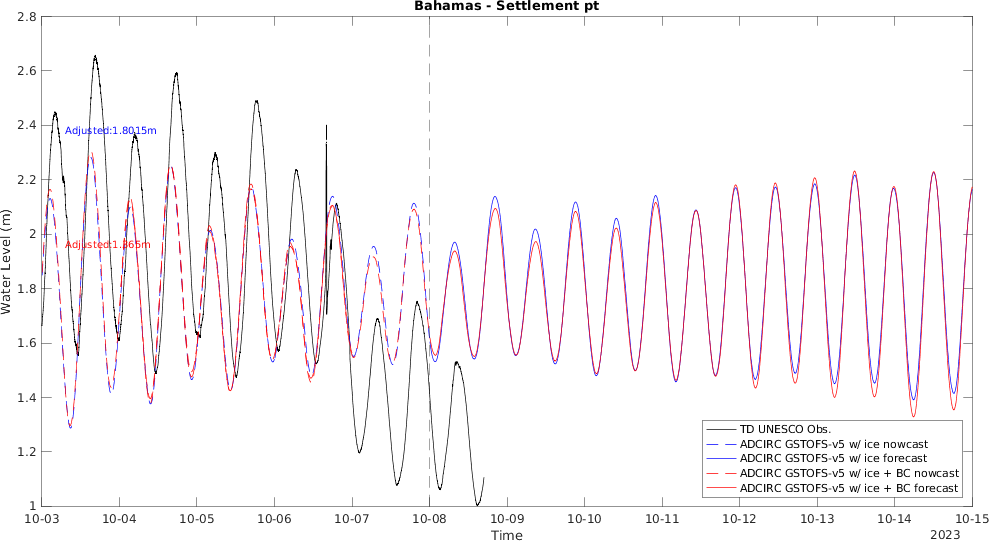 Bahamas - Settlement pt
2.8
2.6
2.4
2.2
2
1.8
1.6
1.4
1.2
1
Water Level (m)
Adjusted:1.8015m
Adjusted:1.865m
TD UNESCO Obs.
ADCIRC GSTOFS-v5 w/ ice nowcast
ADCIRC GSTOFS-v5 w/ ice forecast
ADCIRC GSTOFS-v5 w/ ice + BC nowcast
ADCIRC GSTOFS-v5 w/ ice + BC forecast
10-03 10-04 10-05 10-06 10-07 10-08 10-09 10-10 10-11 10-12 10-13 10-14 10-15
Time
2023